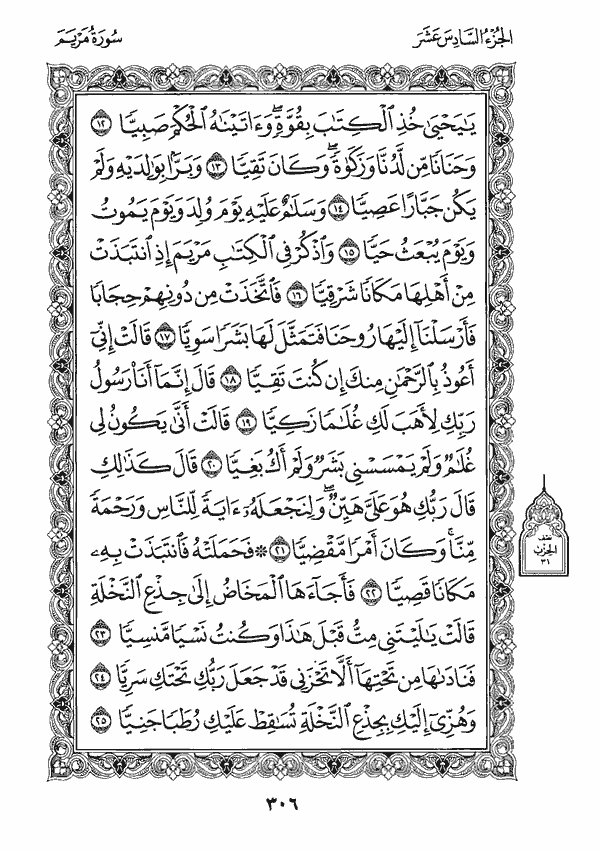 الجزء السادس عشر
سورة مريم
يَٰيَحْيَىٰ خُذِ ٱلْكِتَٰبَ بِقُوَّةٍۖ وَءَاتَيْنَٰهُ ٱلْحُكْمَ صَبِيًّا ١٢
وَحَنَانًا مِّن لَّدُنَّا وَزَكَوٰةًۖ وَكَانَ تَقِيًّا ١٣ وَبَرًّۢا بِوَٰلِدَيْهِ وَلَمْ
يَكُن جَبَّارًا عَصِيًّا ١٤ وَسَلَٰمٌ عَلَيْهِ يَوْمَ وُلِدَ وَيَوْمَ يَمُوتُ
وَيَوْمَ يُبْعَثُ حَيًّا ١٥ وَٱذْكُرْ فِى ٱلْكِتَٰبِ مَرْيَمَ إِذِ ٱنتَبَذَتْ
مِنْ أَهْلِهَا مَكَانًا شَرْقِيًّا ١٦ فَٱتَّخَذَتْ مِن دُونِهِمْ حِجَابًا
فَأَرْسَلْنَآ إِلَيْهَا رُوحَنَا فَتَمَثَّلَ لَهَا بَشَرًا سَوِيًّا ١٧ قَالَتْ إِنِّىٓ
أَعُوذُ بِٱلرَّحْمَٰنِ مِنكَ إِن كُنتَ تَقِيًّا ١٨ قَالَ إِنَّمَآ أَنَا۠ رَسُولُ
رَبِّكِ لِأَهَبَ لَكِ غُلَٰمًا زَكِيًّا ١٩ قَالَتْ أَنَّىٰ يَكُونُ لِى
غُلَٰمٌ وَلَمْ يَمْسَسْنِى بَشَرٌ وَلَمْ أَكُ بَغِيًّا ٢٠ قَالَ كَذَٰلِكِ
قَالَ رَبُّكِ هُوَ عَلَىَّ هَيِّنٌۖ وَلِنَجْعَلَهُۥٓ ءَايَةً لِّلنَّاسِ وَرَحْمَةً
مِّنَّاۚ وَكَانَ أَمْرًا مَّقْضِيًّا ٢١ ۞ فَحَمَلَتْهُ فَٱنتَبَذَتْ بِهِۦ
مَكَانًا قَصِيًّا ٢٢ فَأَجَآءَهَا ٱلْمَخَاضُ إِلَىٰ جِذْعِ ٱلنَّخْلَةِ
قَالَتْ يَٰلَيْتَنِى مِتُّ قَبْلَ هَٰذَا وَكُنتُ نَسْيًا مَّنسِيًّا ٢٣
فَنَادَىٰهَا مِن تَحْتِهَآ أَلَّا تَحْزَنِى قَدْ جَعَلَ رَبُّكِ تَحْتَكِ سَرِيًّا ٢٤
وَهُزِّىٓ إِلَيْكِ بِجِذْعِ ٱلنَّخْلَةِ تُسَٰقِطْ عَلَيْكِ رُطَبًا جَنِيًّا ٢٥
نصف
الحزب
٣١
٣٠٦